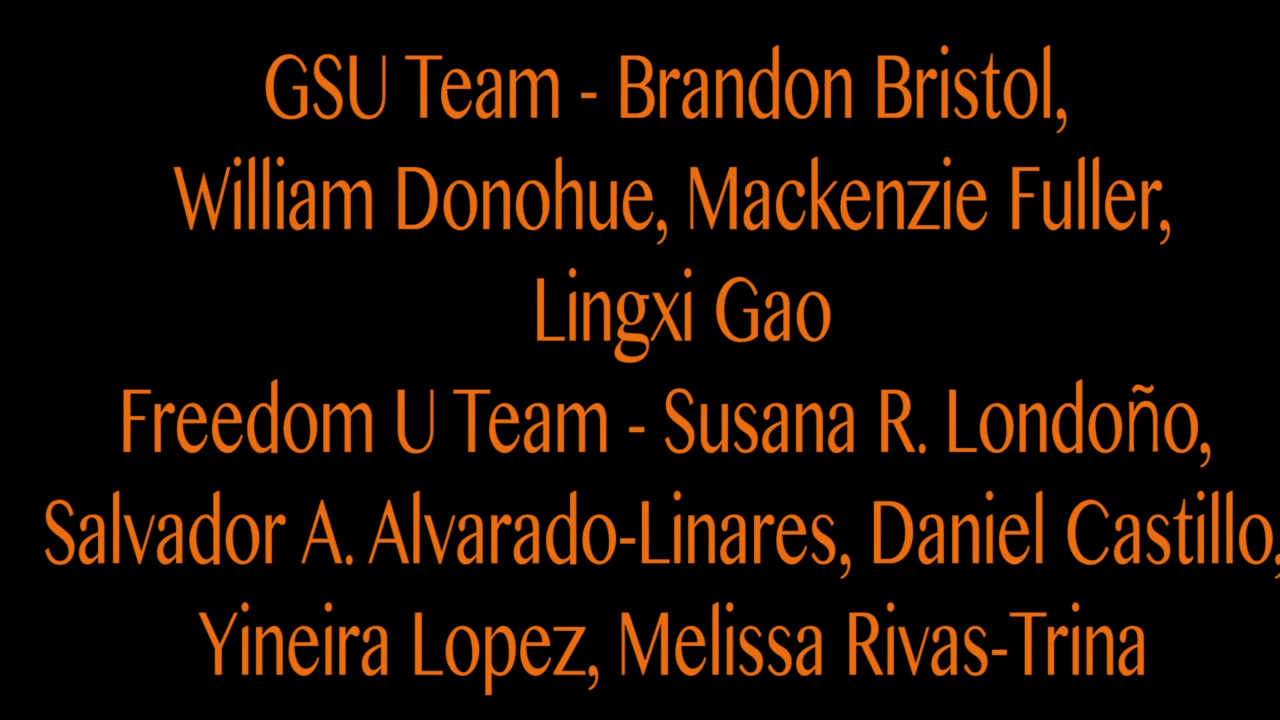 GSU Team - Brandon Bristol,
William Donohue, Mackenzie Fuller,
Lingxi Gao
Freedom U Team - Susana R. Londoño,
Salvador A. Alvarado-Linares, Daniel Castillo,
Yineira Lopez, Melissa Rivas-Trina